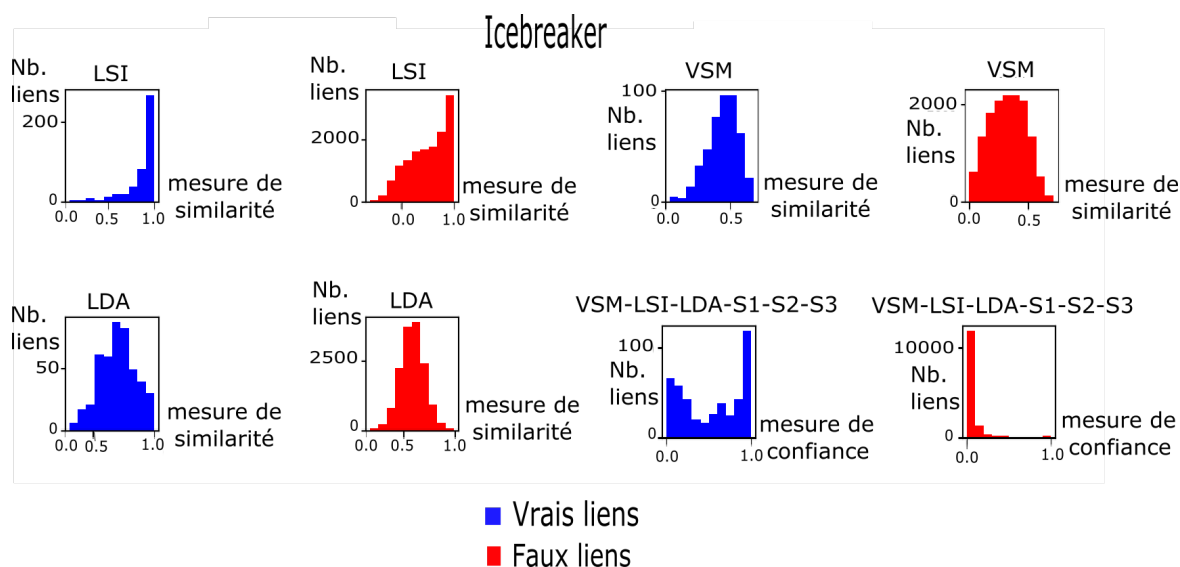 Icebreaker
Nb.
liens
LSI
200
0
0.0 0.5 1.0
mesure de
similarité
Nb.
liens
LSI
2000
0
0.0 1.0
mesure de
similarité
VSM
100
Nb.
liens
0
0.0 0.5
mesure de
similarité
VSM
2000
Nb.
liens
0
0.0 0.5
mesure de
similarité
Nb.
liens
LDA
50
0
0.0 0.5 1.0
mesure de
similarité
Nb.
liens
LDA
2500
0
0.0 0.5 1.0
mesure de
similarité
VSM-LSI-LDA-S1-S2-S3
100
Nb.
liens
0
0.0 1.0
mesure de
confiance
VSM-LSI-LDA-S1-S2-S3
10000
Nb.
liens
0
0.0 1.0
mesure de
confiance
Vrais liens
Faux liens